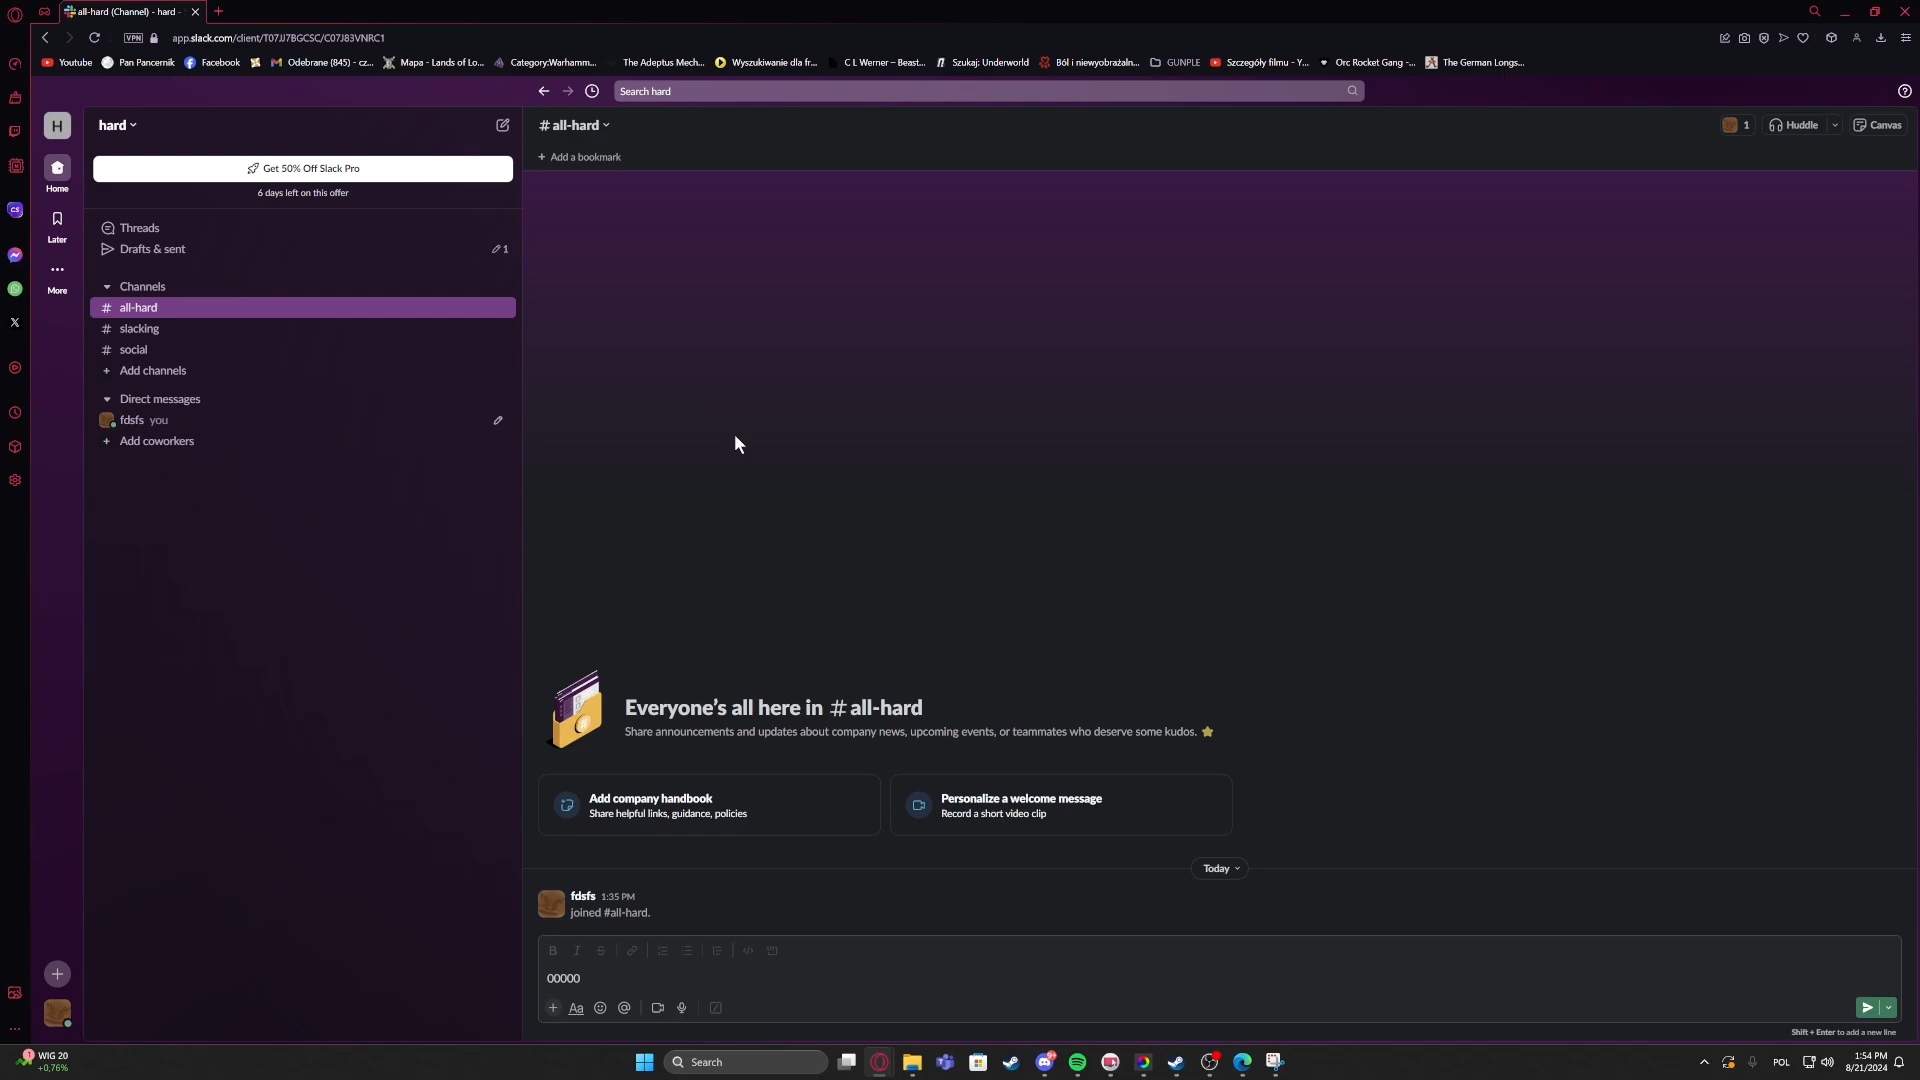 all-hard (Channel) - hard -
VPN
app.slack.com/client/T07JJ7BGCSC/C07J83VNRC1
Youtube
Pan Pancernik
Facebook
Odebrane (845) - cz...
Mapa - Lands of Lo...
Category:Warhamm...
The Adeptus Mech...
Wyszukiwanie dla fr...
C L Werner – Beast...
Szukaj: Underworld
Ból i niewyobrażaln...
GUNPLE
Szczegóły filmu - Y...
Orc Rocket Gang -...
The German Longs...
Search hard
H
hard
# all-hard
1
Huddle
Canvas
Add a bookmark
Get 50% Off Slack Pro
6 days left on this offer
Home
Later
More
Threads
Drafts & sent
1
Channels
# all-hard
# slacking
# social
+ Add channels
Direct messages
fdsfs you
+ Add coworkers
Everyone's all here in # all-hard
Share announcements and updates about company news, upcoming events, or teammates who deserve some kudos.
Add company handbook
Share helpful links, guidance, policies
Personalize a welcome message
Record a short video clip
Today
fdsfs 1:35 PM
joined #all-hard.
B I S
OOOOO
+ Aa @
Shift + Enter to add a new line
WIG 20
+0,76%
1
Search
POL
1:54 PM
8/21/2024